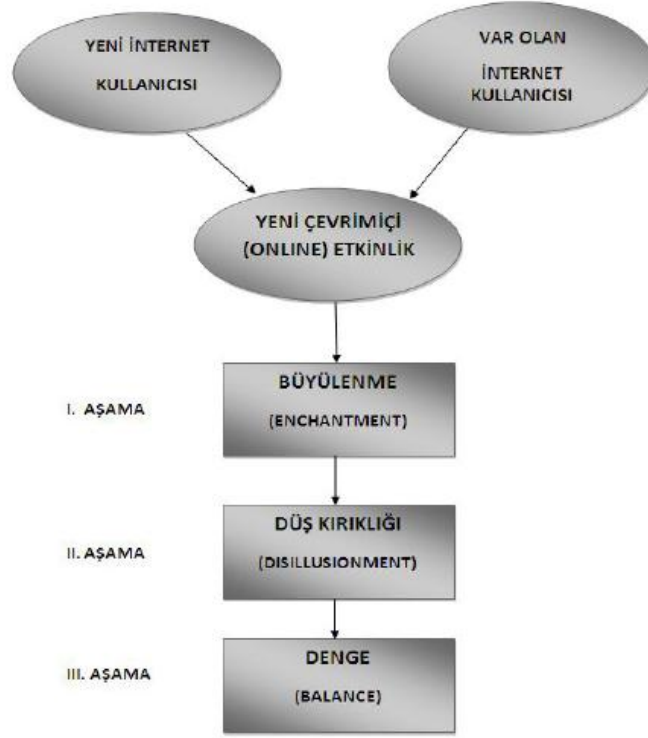 YENİ İNTERNET
KULLANICISI
VAR OLAN
İNTERNET
KULLANICISI
YENİ ÇEVRİMİÇİ
(ONLINE) ETKİNLİK
I. AŞAMA
BÜYÜLENME
(ENCHANTMENT)
II. AŞAMA
DÜŞ KIRIKLIĞI
(DISILLUSIONMENT)
III. AŞAMA
DENGE
(BALANCE)